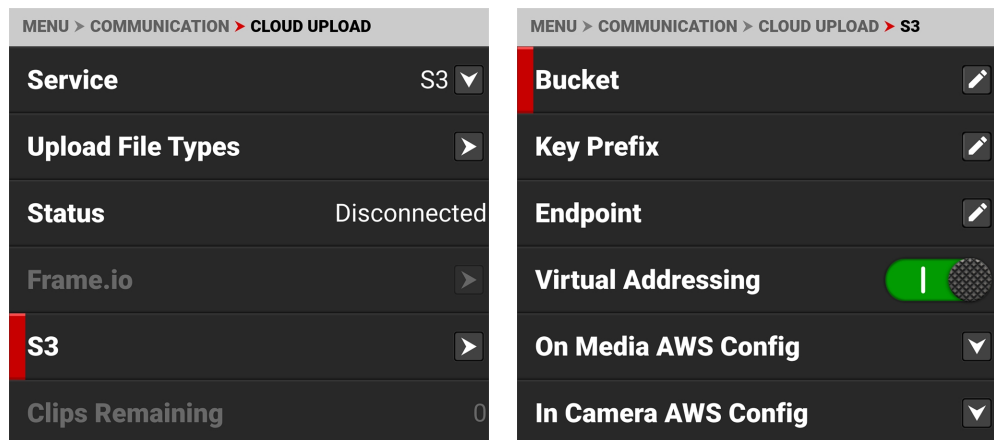 MENU > COMMUNICATION > CLOUD UPLOAD
Service S3
Upload File Types
Status Disconnected
Frame.io
S3
Clips Remaining 0
MENU > COMMUNICATION > CLOUD UPLOAD > S3
Bucket
Key Prefix
Endpoint
Virtual Addressing
On Media AWS Config
In Camera AWS Config